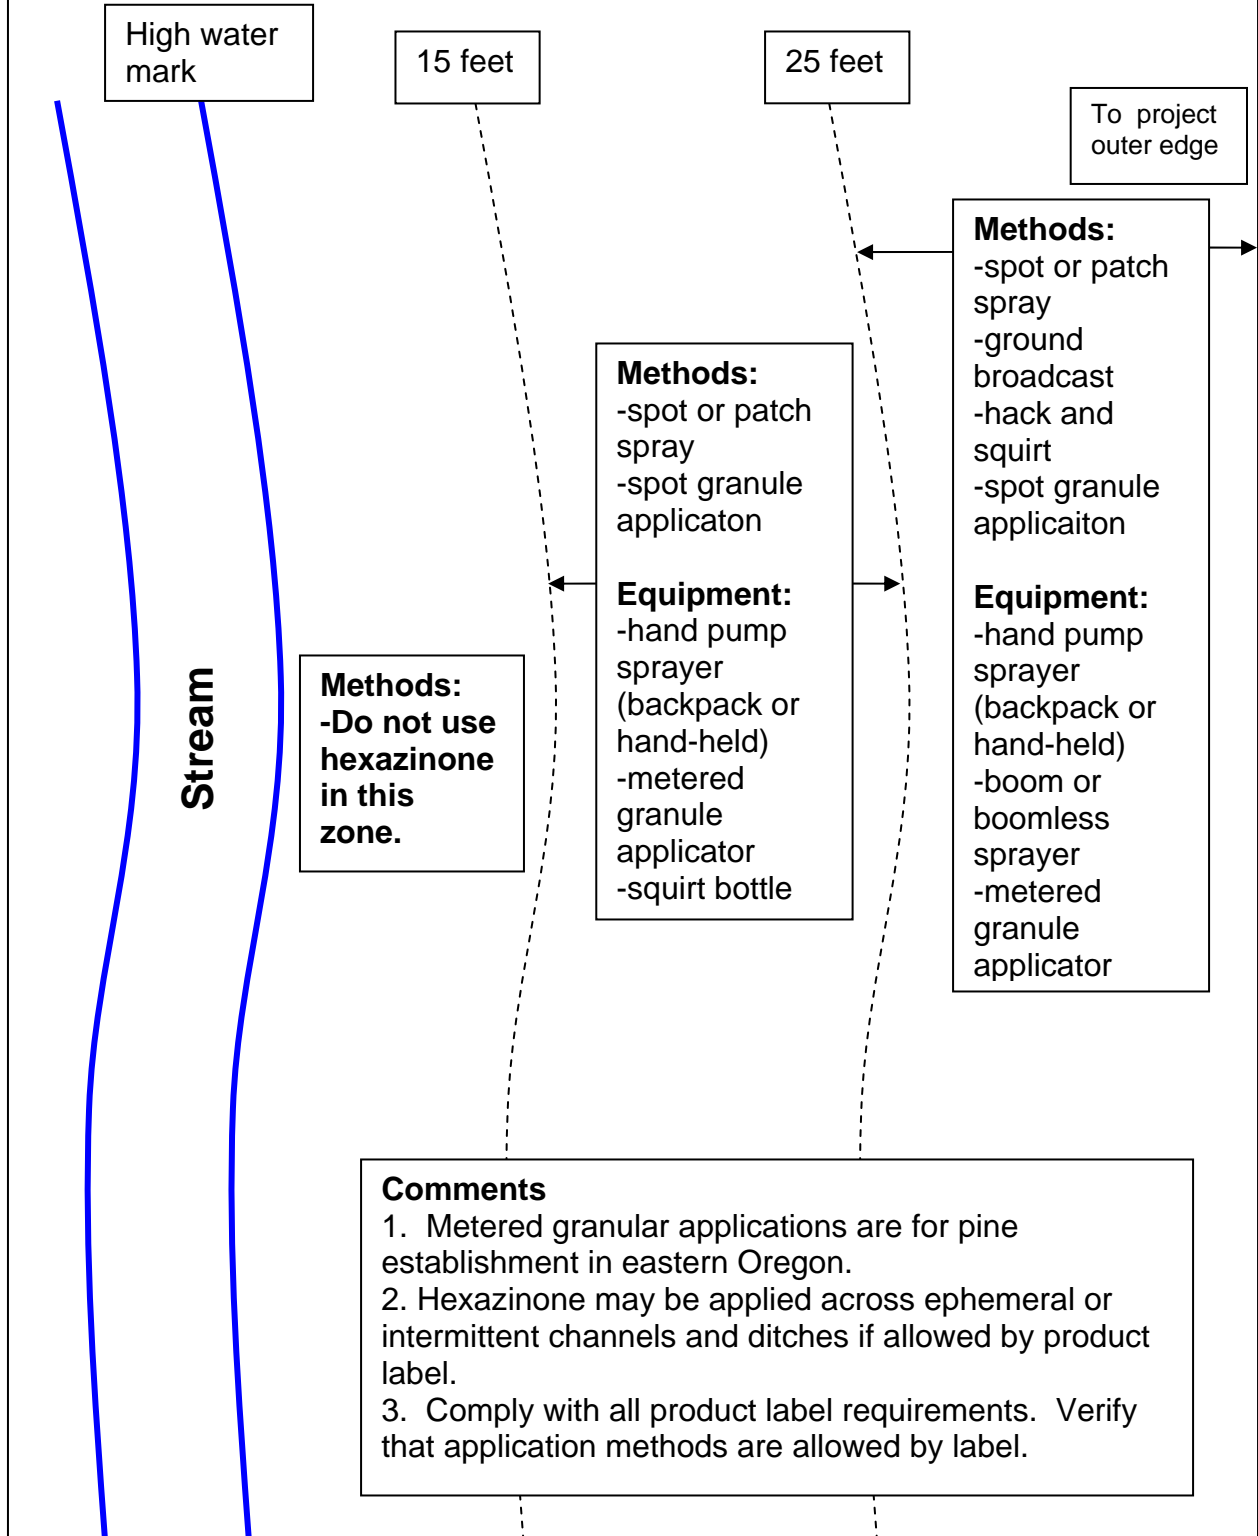 High water
mark
15 feet
25 feet
To project
outer edge
Methods:
-spot or patch
spray
-ground
broadcast
-hack and
squirt
-spot granule
applicaiton
Equipment:
-hand pump
sprayer
(backpack or
hand-held)
-boom or
boomless
sprayer
-metered
granule
applicator
Methods:
-spot or patch
spray
-spot granule
applicaton
Equipment:
-hand pump
sprayer
(backpack or
hand-held)
-metered
granule
applicator
-squirt bottle
Methods:
-Do not use
hexazinone
in this
zone.
Stream
Comments
1. Metered granular applications are for pine
establishment in eastern Oregon.
2. Hexazinone may be applied across ephemeral or
intermittent channels and ditches if allowed by product
label.
3. Comply with all product label requirements. Verify
that application methods are allowed by label.